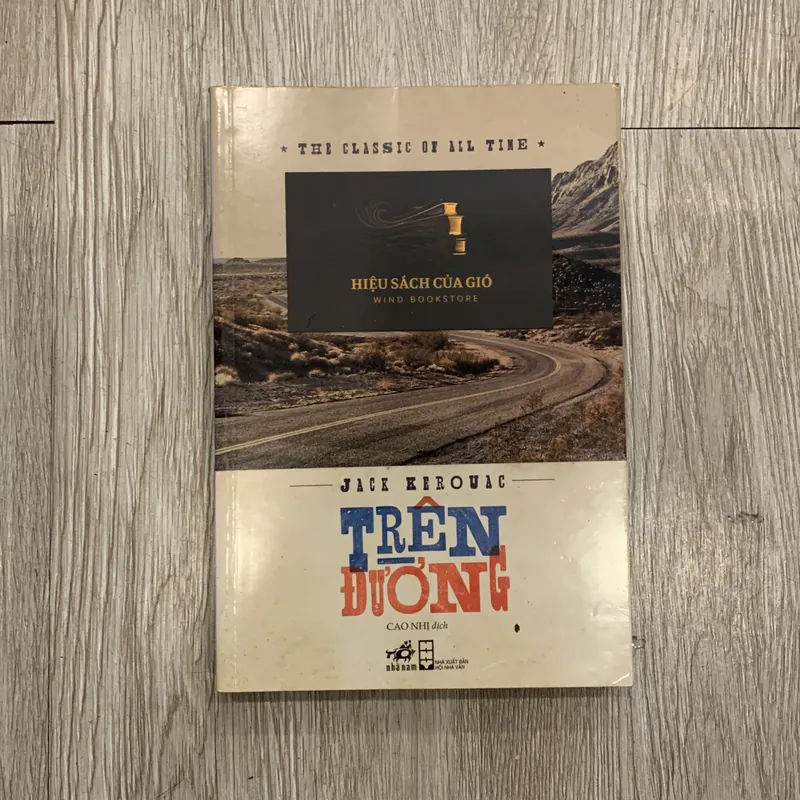 ★ THE CLASSIC OF ALL TIME ★
HIỆU SÁCH CỦA GIÓ
WIND BOOKSTORE
JACK KEROUAC
TRÊN
ĐƯỜNG
CAO NHỊ dịch
nhã nam
NHÀ XUẤT BẢN
HỘI NHÀ VĂN